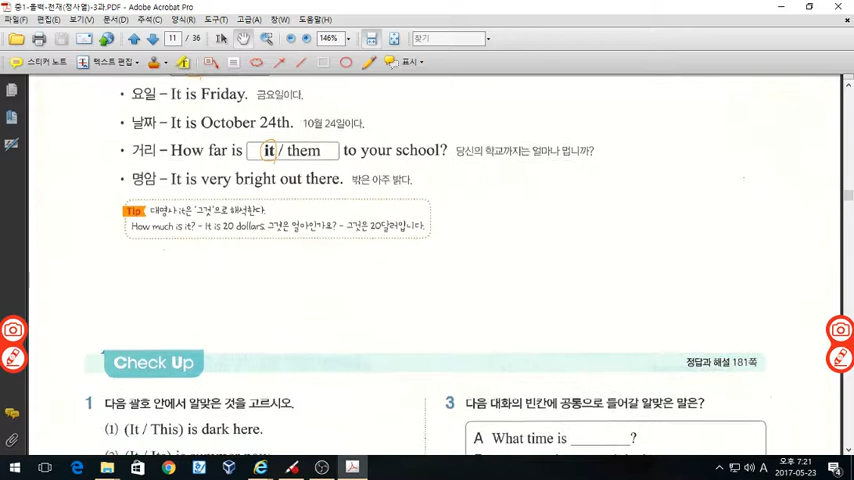 중1-올백-천재(정사열)-3과.PDF - Adobe Acrobat Pro
파일(F) 편집(E) 보기(V) 문서(D) 주석(C) 양식(R) 도구(T) 고급(A) 창(W) 도움말(H)
11 / 36 146% 찾기
스티커 노트 텍스트 편집 표시
• 요일 – It is Friday. 금요일이다.
• 날짜 – It is October 24th. 10월 24일이다.
• 거리 – How far is it / them to your school? 당신의 학교까지는 얼마나 멉니까?
• 명암 – It is very bright out there. 밖은 아주 밝다.
Tip 대명사 it은 '그것'으로 해석한다.
How much is it? – It is 20 dollars. 그것은 얼마인가요? – 그것은 20달러입니다.
Check Up
정답과 해설 181쪽
1 다음 괄호 안에서 알맞은 것을 고르시오.
(1) (It / This) is dark here.
(2) (It / Its) is summer now.
3 다음 대화의 빈칸에 공통으로 들어갈 알맞은 말은?
A What time is ________?
A 오후 7:21
2017-05-23
4